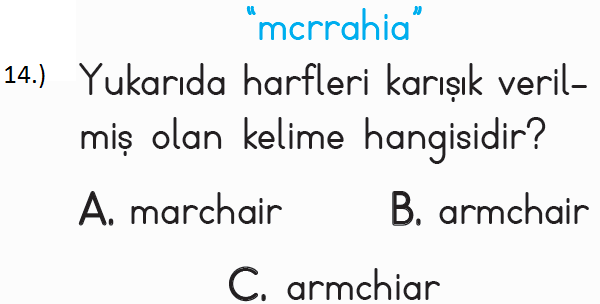 “mcrrahia”
14.) Yukarıda harfleri karışık veril-
miş olan kelime hangisidir?
A. marchair B. armchair
C. armchiar